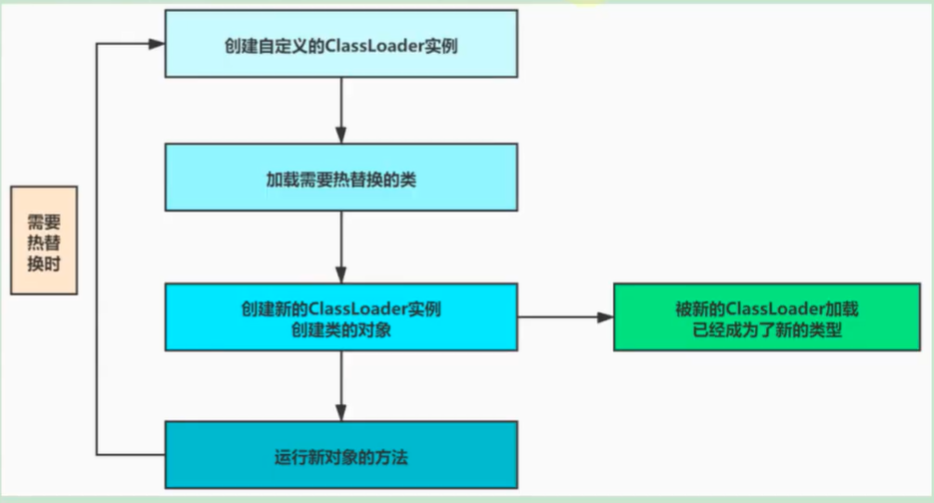 创建自定义的ClassLoader实例
加载需要热替换的类
需要
热替
换时
创建新的ClassLoader实例
创建类的对象
被新的ClassLoader加载
已经成为了新的类型
运行新对象的方法